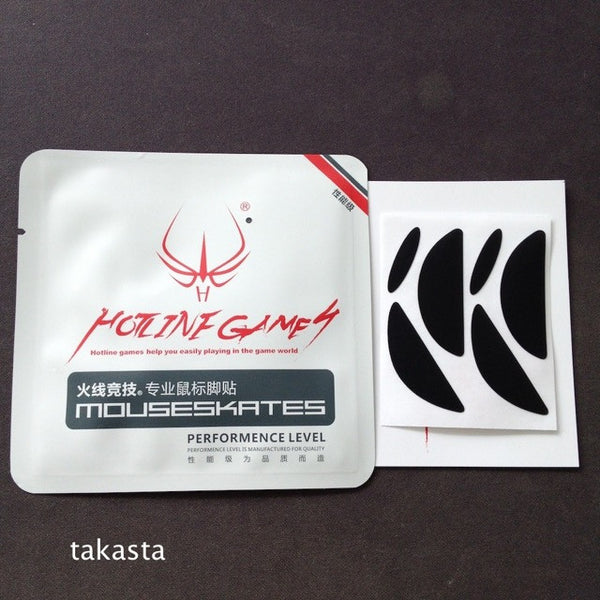 性能级
®
H
HOTLINE GAMES
Hotline games help you easily playing in the game world
火线竞技® 专业鼠标脚贴
MOUSESKATES
PERFORMENCE LEVEL
PERFORMENCE LEVEL IS MANUFACTURED FOR QUALITY
性能级为品质而造
takasta